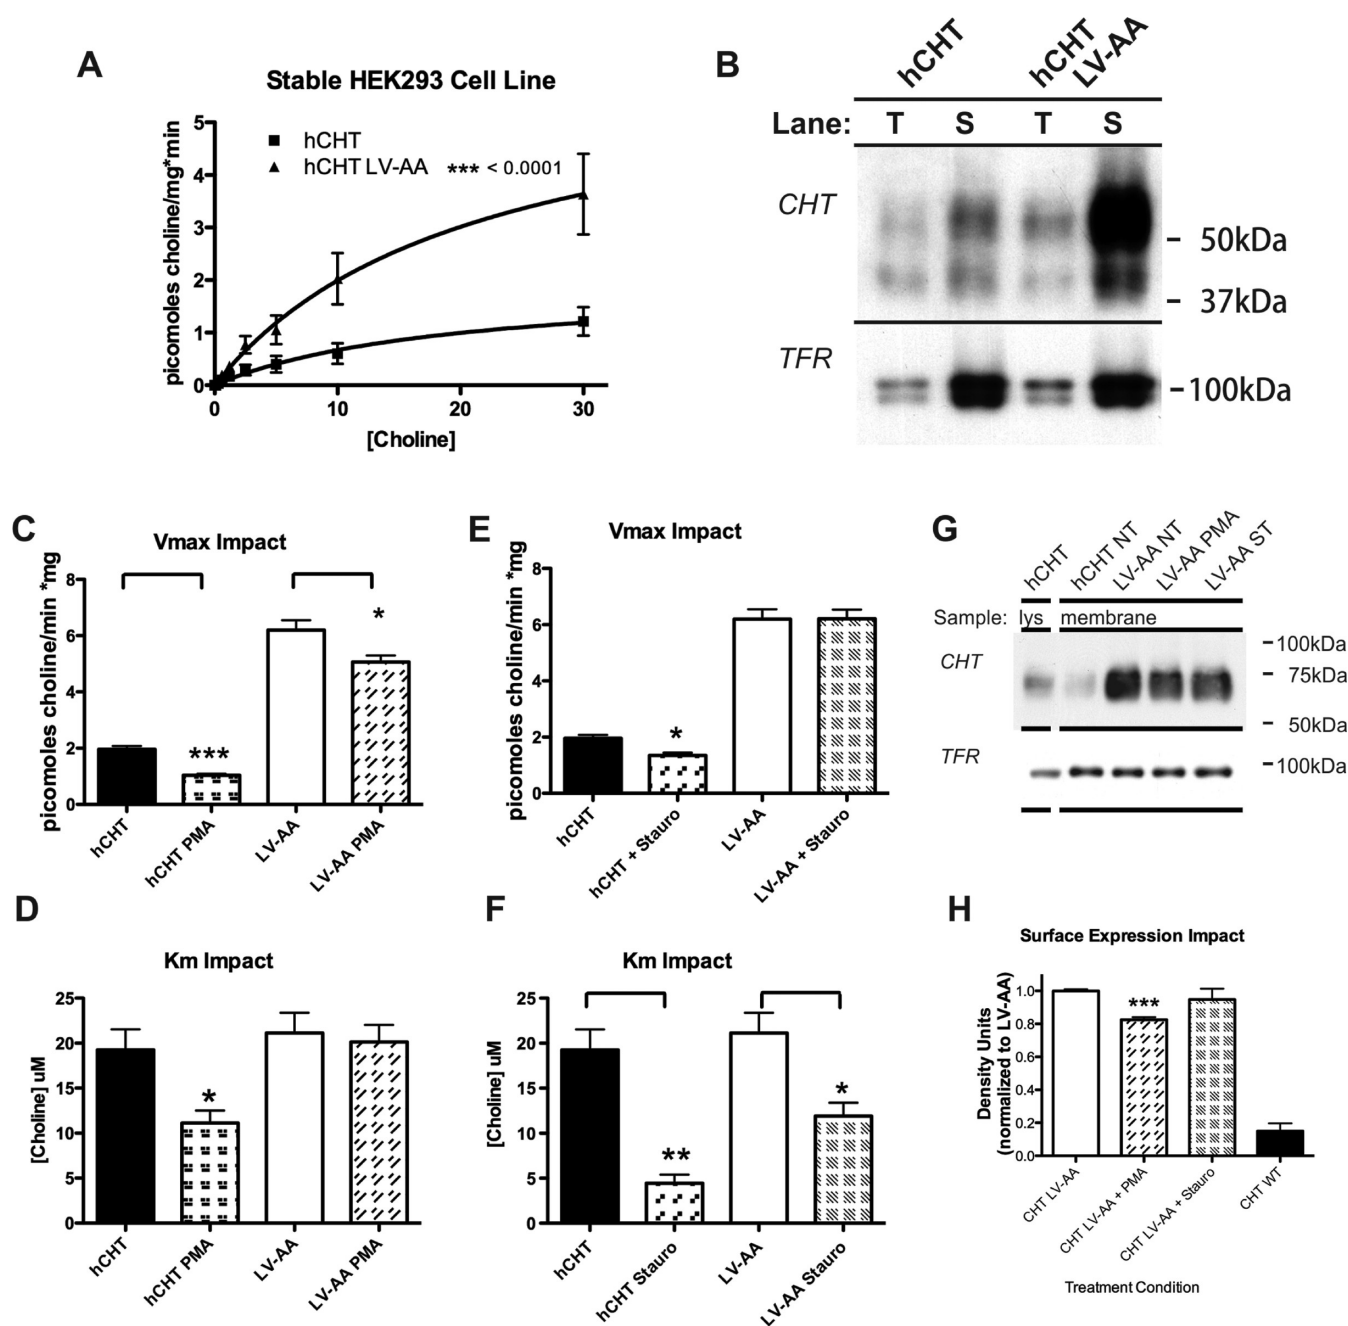 A
Stable HEK293 Cell Line
picomoles choline/mg*min
5
4
3
2
1
0
hCHT
hCHT LV-AA *** < 0.0001
0 10 20 30
[Choline]
B
hCHT hCHT LV-AA
Lane: T S T S
CHT
- 50kDa
- 37kDa
TFR
-100kDa
C
Vmax Impact
picomoles choline/min *mg
8
6
4
2
0
***
*
hCHT hCHT PMA LV-AA LV-AA PMA
E
Vmax Impact
picomoles choline/min *mg
8
6
4
2
0
*
hCHT hCHT + Stauro LV-AA LV-AA + Stauro
G
hCHT hCHT NT LV-AA NT LV-AA PMA LV-AA ST
Sample: lys membrane
CHT
-100kDa
- 75kDa
- 50kDa
TFR
-100kDa
D
Km Impact
[Choline] uM
25
20
15
10
5
0
*
hCHT hCHT PMA LV-AA LV-AA PMA
F
Km Impact
[Choline] uM
25
20
15
10
5
0
**
*
hCHT hCHT Stauro LV-AA LV-AA Stauro
H
Surface Expression Impact
Density Units
(normalized to LV-AA)
1.0
0.8
0.6
0.4
0.2
0.0
***
CHT LV-AA CHT LV-AA + PMA CHT LV-AA + Stauro CHT WT
Treatment Condition